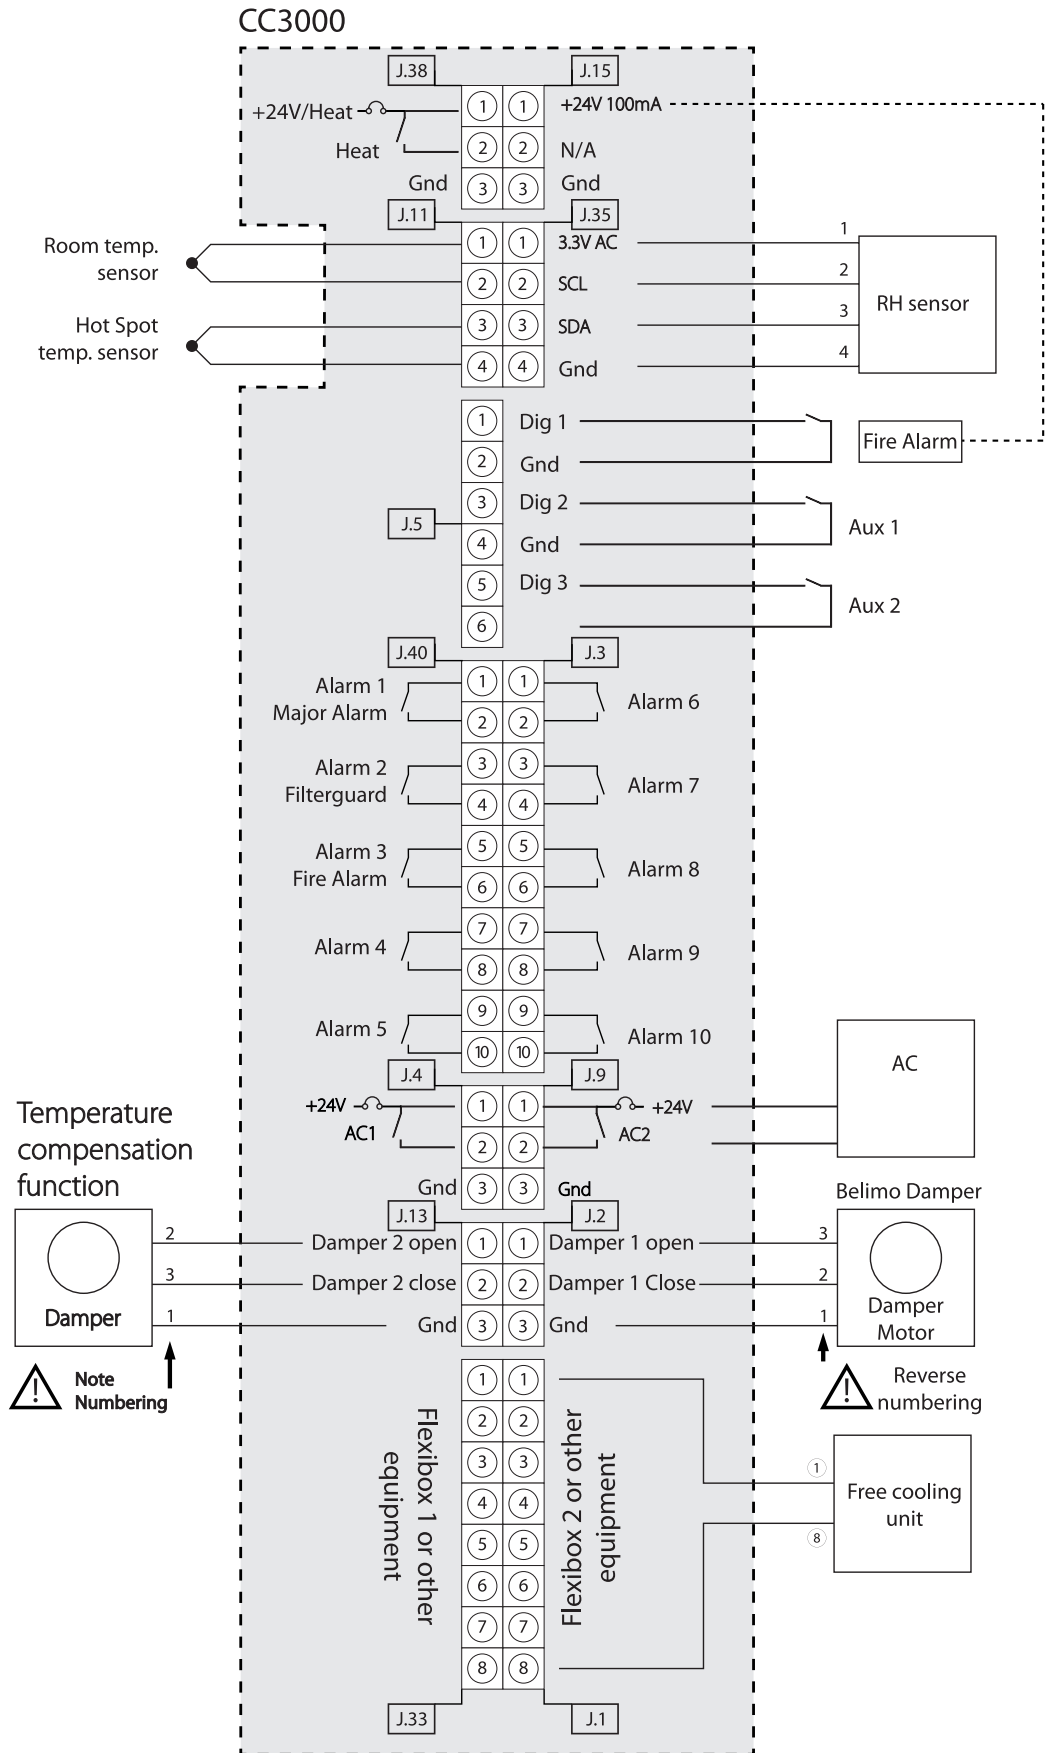 CC3000
J.38
J.15
+24V/Heat
1
1
+24V 100mA
Heat
2
2
N/A
Gnd
3
3
Gnd
J.11
J.35
Room temp.
sensor
1
1
3.3V AC
1
2
2
SCL
2
RH sensor
Hot Spot
temp. sensor
3
3
SDA
3
4
4
Gnd
4
J.5
1
Dig 1
2
Gnd
Fire Alarm
3
Dig 2
4
Gnd
Aux 1
5
Dig 3
6
Aux 2
J.40
J.3
Alarm 1
Major Alarm
1
1
2
2
Alarm 6
Alarm 2
Filterguard
3
3
4
4
Alarm 7
Alarm 3
Fire Alarm
5
5
6
6
Alarm 8
Alarm 4
7
7
8
8
Alarm 9
Alarm 5
9
9
10
10
Alarm 10
J.4
J.9
+24V
1
1
+24V
AC
AC1
2
2
AC2
Gnd
3
3
Gnd
Temperature
compensation
function
J.13
J.2
Belimo Damper
2
Damper 2 open
1
1
Damper 1 open
3
3
Damper 2 close
2
2
Damper 1 Close
2
Damper
1
Gnd
3
3
Gnd
1
Damper
Motor
Note
Numbering
Reverse
numbering
Flexibox 1 or other
equipment
1
1
2
2
3
3
4
4
5
5
6
6
7
7
8
8
Flexibox 2 or other
equipment
1
Free cooling
unit
8
J.33
J.1